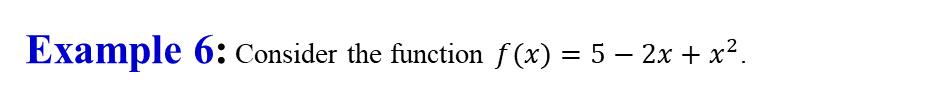 Example 6: Consider the function f(x) = 5 − 2x + x².